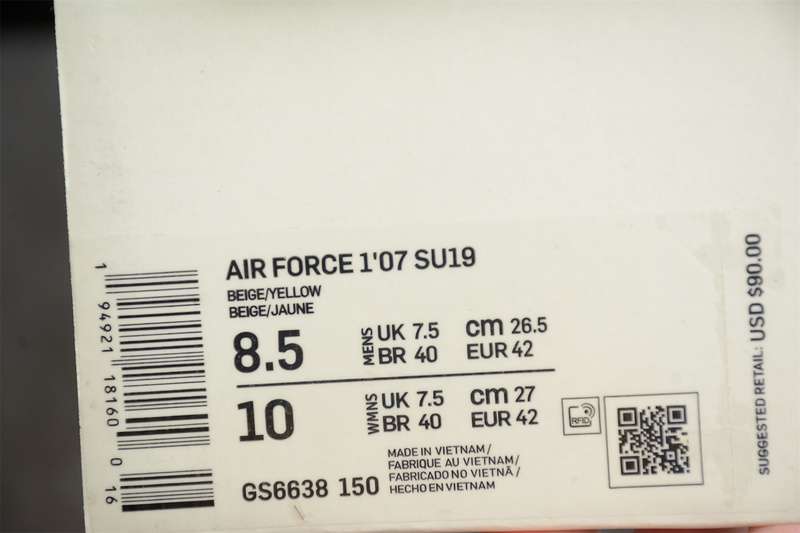 AIR FORCE 1'07 SU19
BEIGE/YELLOW
BEIGE/JAUNE
8.5
MENS
UK 7.5
cm 26.5
BR 40
EUR 42
10
WMNS
UK 7.5
cm 27
BR 40
EUR 42
GS6638 150
MADE IN VIETNAM/
FABRIQUE AU VIETNAM/
FABRICADO NO VIETNÃ/
HECHO EN VIETNAM
RFID
SUGGESTED RETAIL: USD $90.00
1 94921 18160 0 16